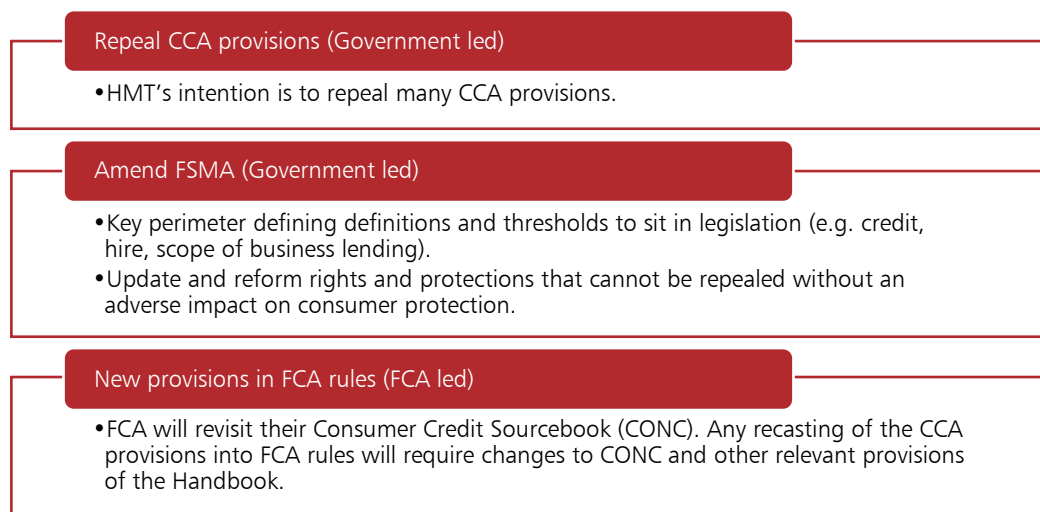 Repeal CCA provisions (Government led)
•HMT's intention is to repeal many CCA provisions.
Amend FSMA (Government led)
•Key perimeter defining definitions and thresholds to sit in legislation (e.g. credit,
hire, scope of business lending).
•Update and reform rights and protections that cannot be repealed without an
adverse impact on consumer protection.
New provisions in FCA rules (FCA led)
•FCA will revisit their Consumer Credit Sourcebook (CONC). Any recasting of the CCA
provisions into FCA rules will require changes to CONC and other relevant provisions
of the Handbook.